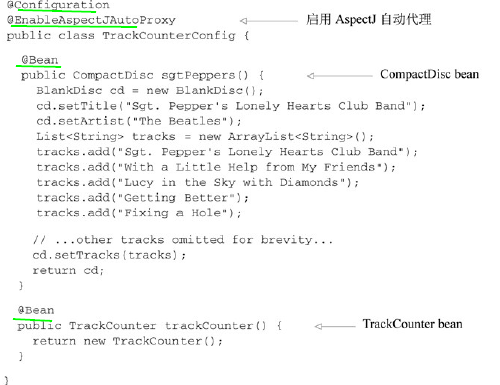 @Configuration
@EnableAspectJAutoProxy 启用 AspectJ 自动代理
public class TrackCounterConfig {
@Bean
public CompactDisc sgtPeppers() { CompactDisc bean
BlankDisc cd = new BlankDisc();
cd.setTitle("Sgt. Pepper's Lonely Hearts Club Band");
cd.setArtist("The Beatles");
List<String> tracks = new ArrayList<String>();
tracks.add("Sgt. Pepper's Lonely Hearts Club Band");
tracks.add("With a Little Help from My Friends");
tracks.add("Lucy in the Sky with Diamonds");
tracks.add("Getting Better");
tracks.add("Fixing a Hole");
// ...other tracks omitted for brevity...
cd.setTracks(tracks);
return cd;
}
@Bean
public TrackCounter trackCounter() { TrackCounter bean
return new TrackCounter();
}
}